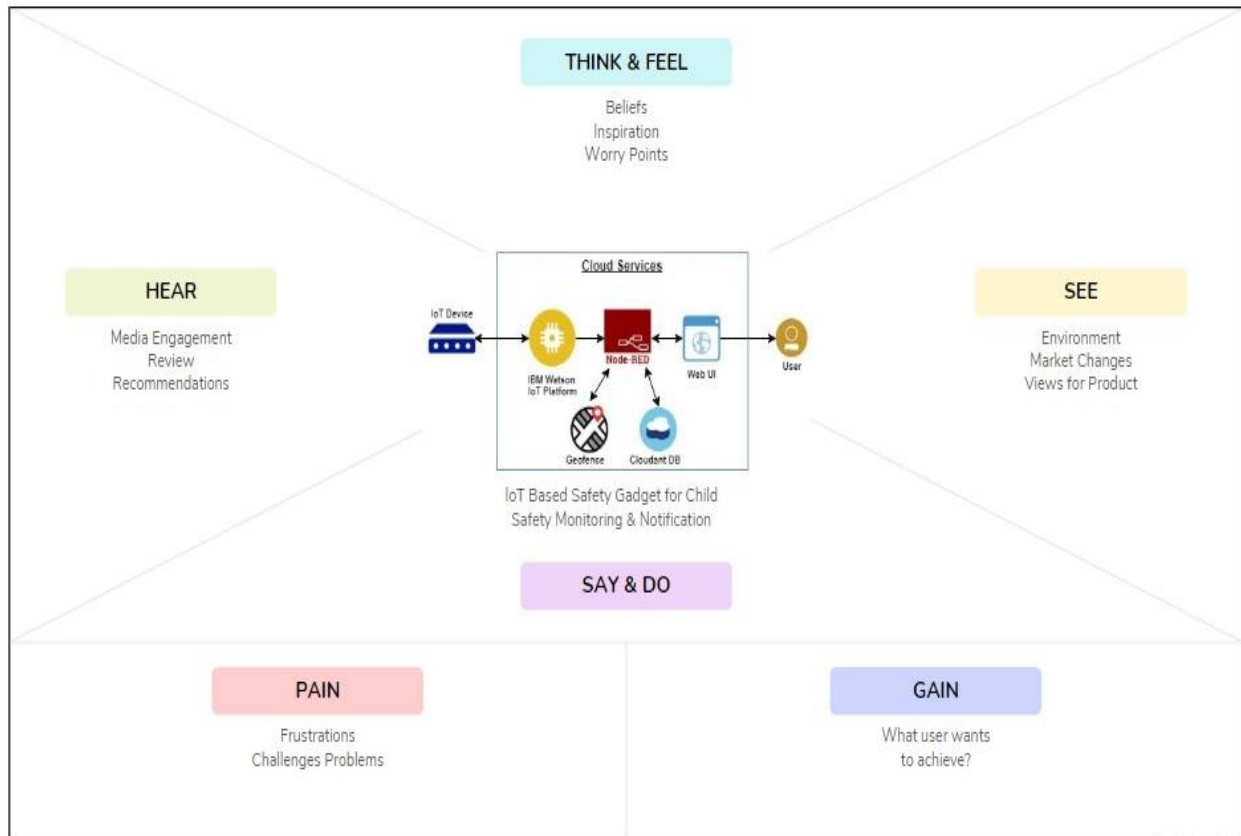 THINK & FEEL
Beliefs
Inspiration
Worry Points
HEAR
Media Engagement
Review
Recommendations
Cloud Services
IoT Device
IBM Watson
IoT Platform
Node-RED
Web UI
User
Geofence
Cloudant DB
SEE
Environment
Market Changes
Views for Product
IoT Based Safety Gadget for Child
Safety Monitoring & Notification
SAY & DO
PAIN
Frustrations
Challenges Problems
GAIN
What user wants
to achieve?